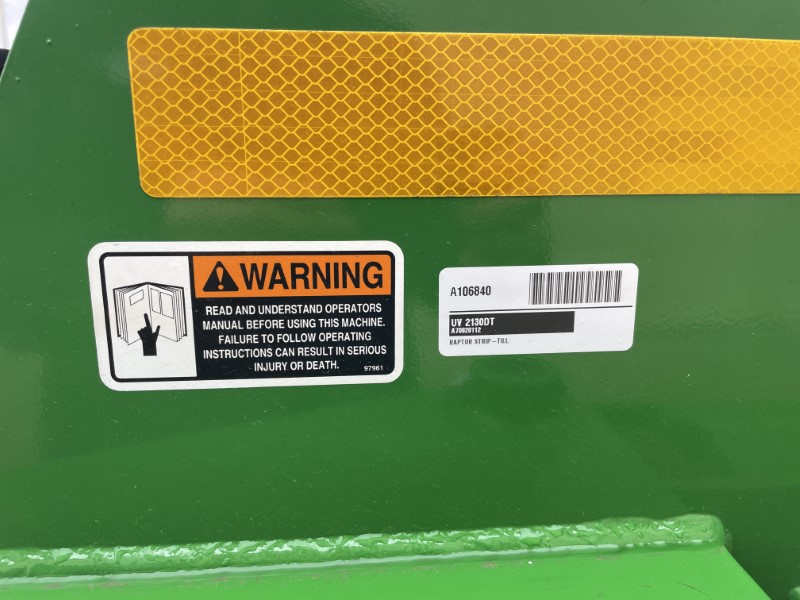 WARNING
READ AND UNDERSTAND OPERATORS
MANUAL BEFORE USING THIS MACHINE.
FAILURE TO FOLLOW OPERATING
INSTRUCTIONS CAN RESULT IN SERIOUS
INJURY OR DEATH.
97961
A106840
UV 2130DT
A70620112
RAPTOR STRIP-TILL